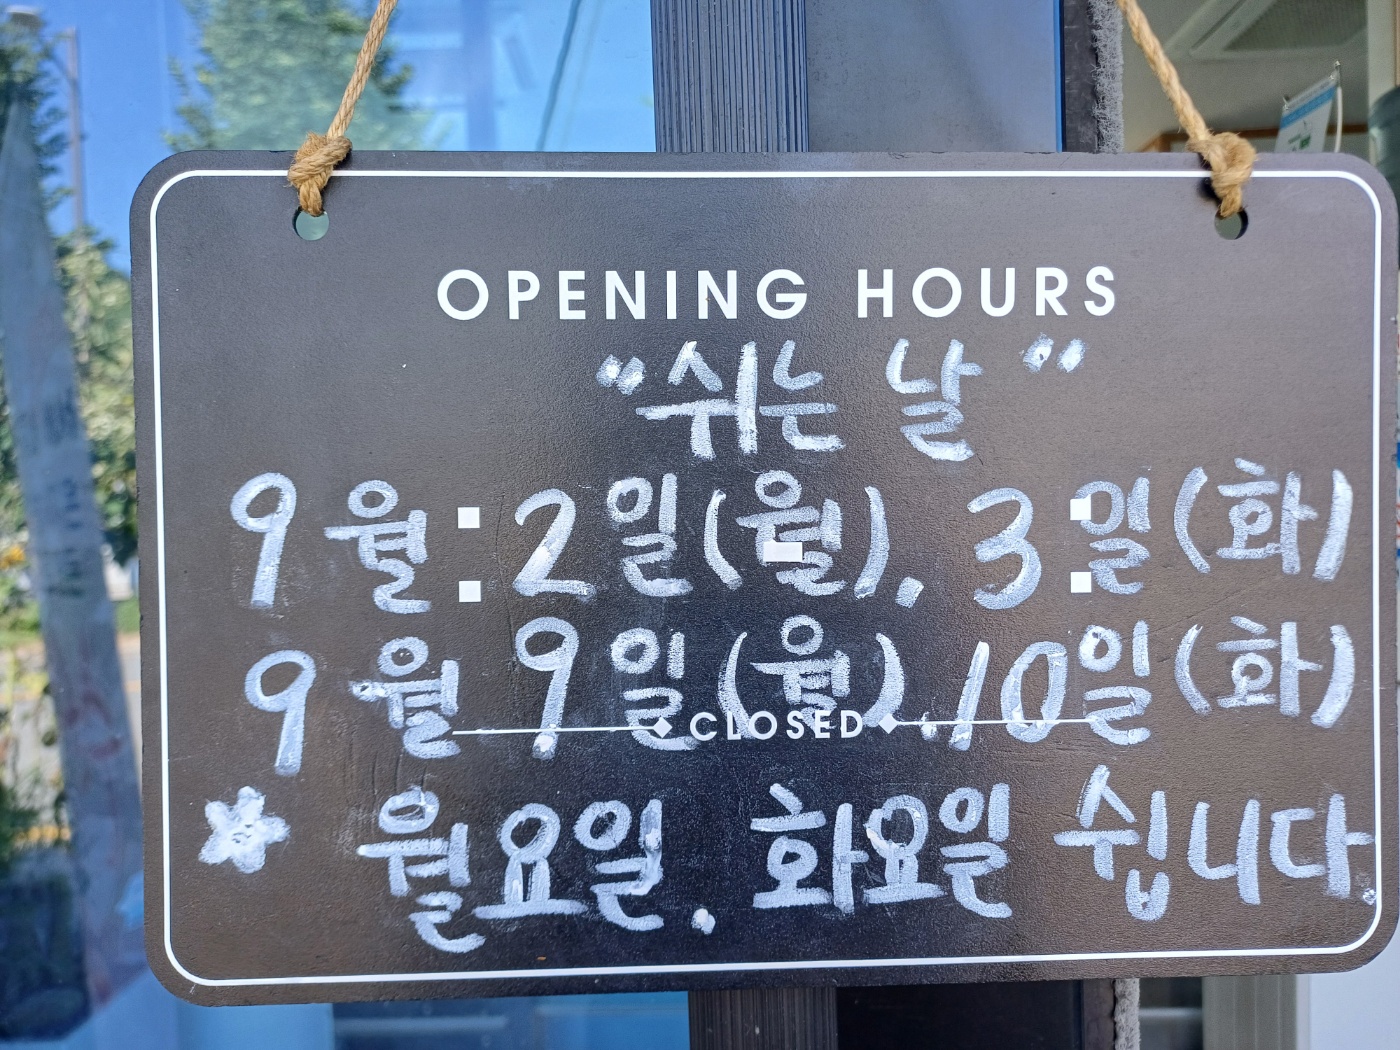 OPENING HOURS
"쉬는 날"
9월 : 2일(월), 3일(화)
9월 9일(월), 10일(화)
CLOSED
* 월요일, 화요일 쉽니다.